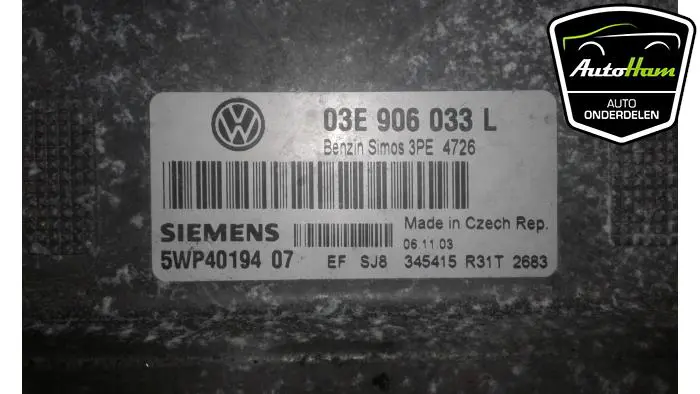 VW
03E 906 033 L
Benzin Simos 3PE 4726
SIEMENS
Made in Czech Rep.
06.11.03
5WP40194 07 EF SJ8 345415 R31T 2683
AutoHam
AUTO
ONDERDELEN